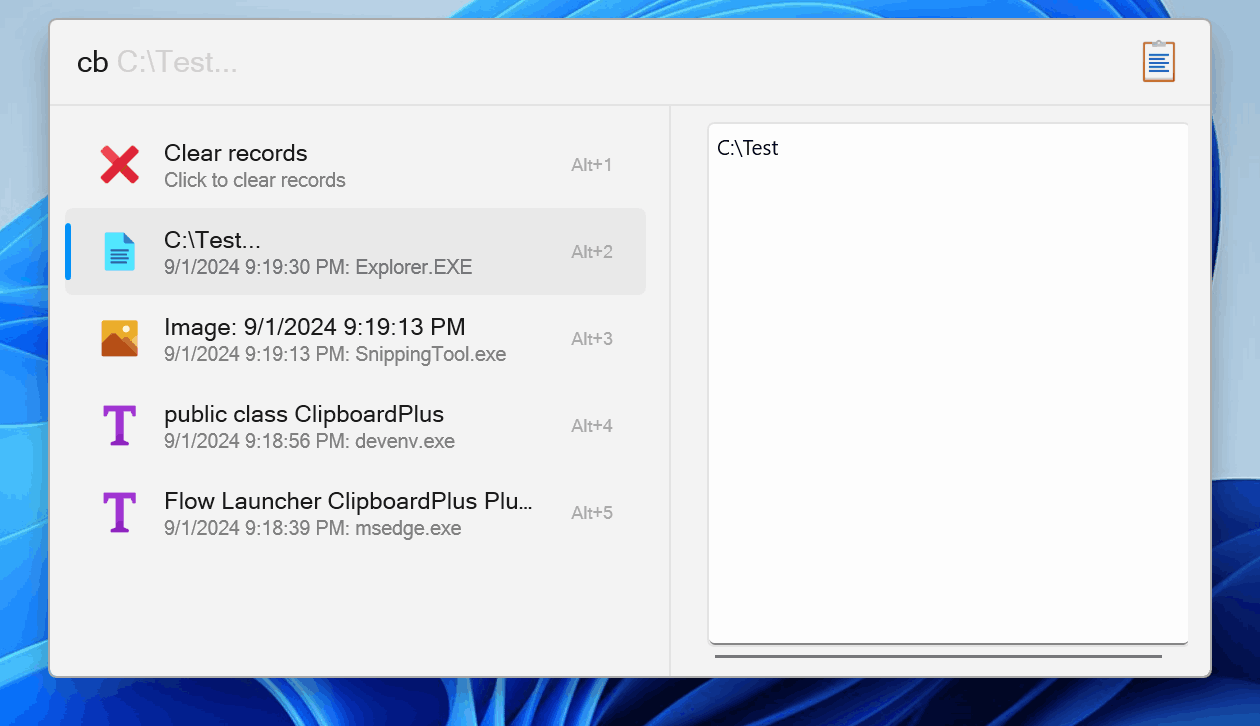 cb C:\Test...
Clear records
Click to clear records
Alt+1
C:\Test...
9/1/2024 9:19:30 PM: Explorer.EXE
Alt+2
Image: 9/1/2024 9:19:13 PM
9/1/2024 9:19:13 PM: SnippingTool.exe
Alt+3
public class ClipboardPlus
9/1/2024 9:18:56 PM: devenv.exe
Alt+4
Flow Launcher ClipboardPlus Plu...
9/1/2024 9:18:39 PM: msedge.exe
Alt+5
C:\Test